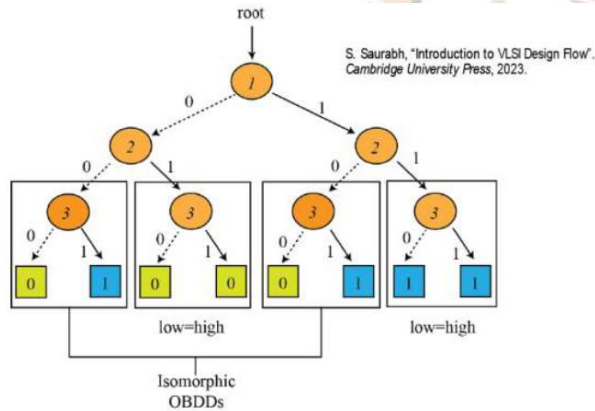 root
S. Saurabh, "Introduction to VLSI Design Flow".
Cambridge University Press, 2023.
1
0 1
2 2
0 1 0 1
3 3 3 3
0 1 0 1 0 1 0 1
0 1 0 0 0 1 1 1
low=high low=high
Isomorphic
OBDDs